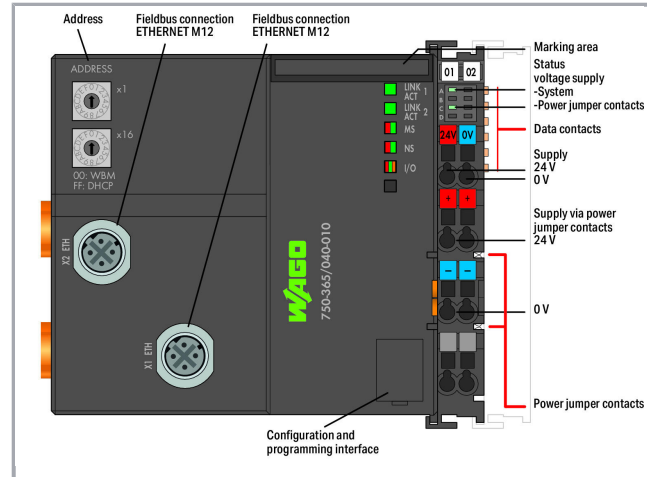 Address
Fieldbus connection
ETHERNET M12
Fieldbus connection
ETHERNET M12
ADDRESS
x1
x16
00: WBM
FF: DHCP
X2 ETH
X1 ETH
WAGO
750-365/040-010
LINK 1
ACT
LINK 2
ACT
MS
NS
I/O
01 02
A
B
C
D
24V 0V
+ +
− −
Marking area
Status
voltage supply
-System
-Power jumper contacts
Data contacts
Supply
24 V
0 V
Supply via power
jumper contacts
24 V
0 V
Power jumper contacts
Configuration and
programming interface